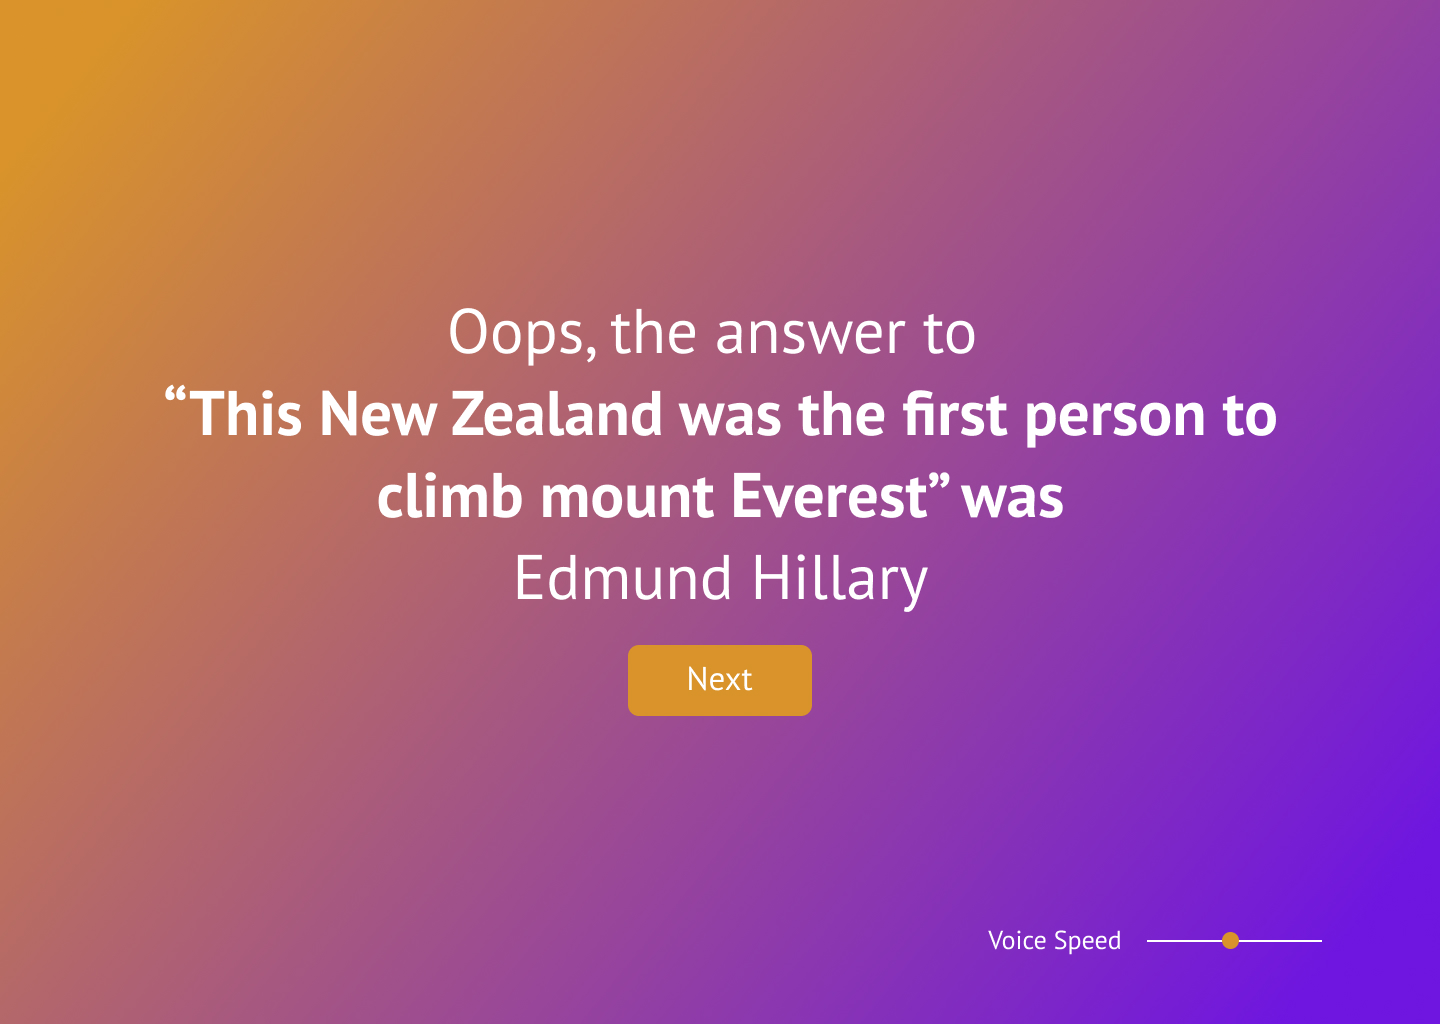 Oops, the answer to
“This New Zealand was the first person to
climb mount Everest” was
Edmund Hillary
Next
Voice Speed